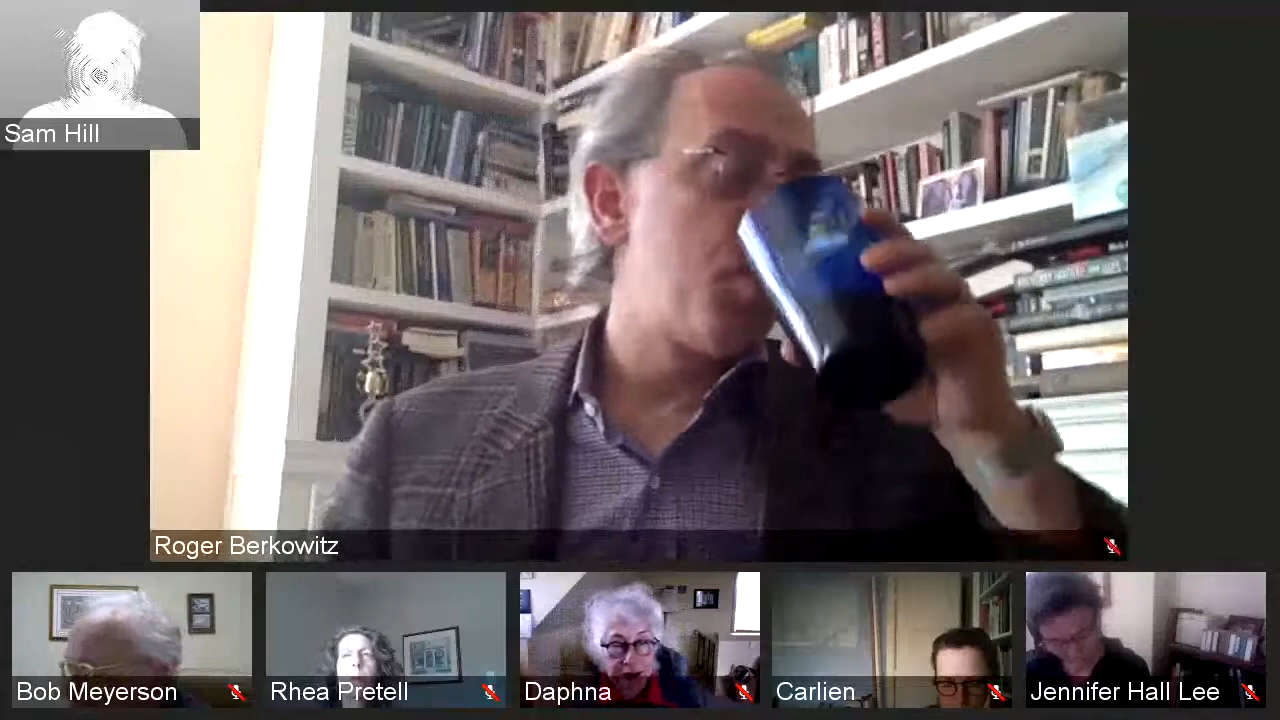 Sam Hill
Roger Berkowitz
Bob Meyerson
Rhea Pretell
Daphna
Carlien
Jennifer Hall Lee